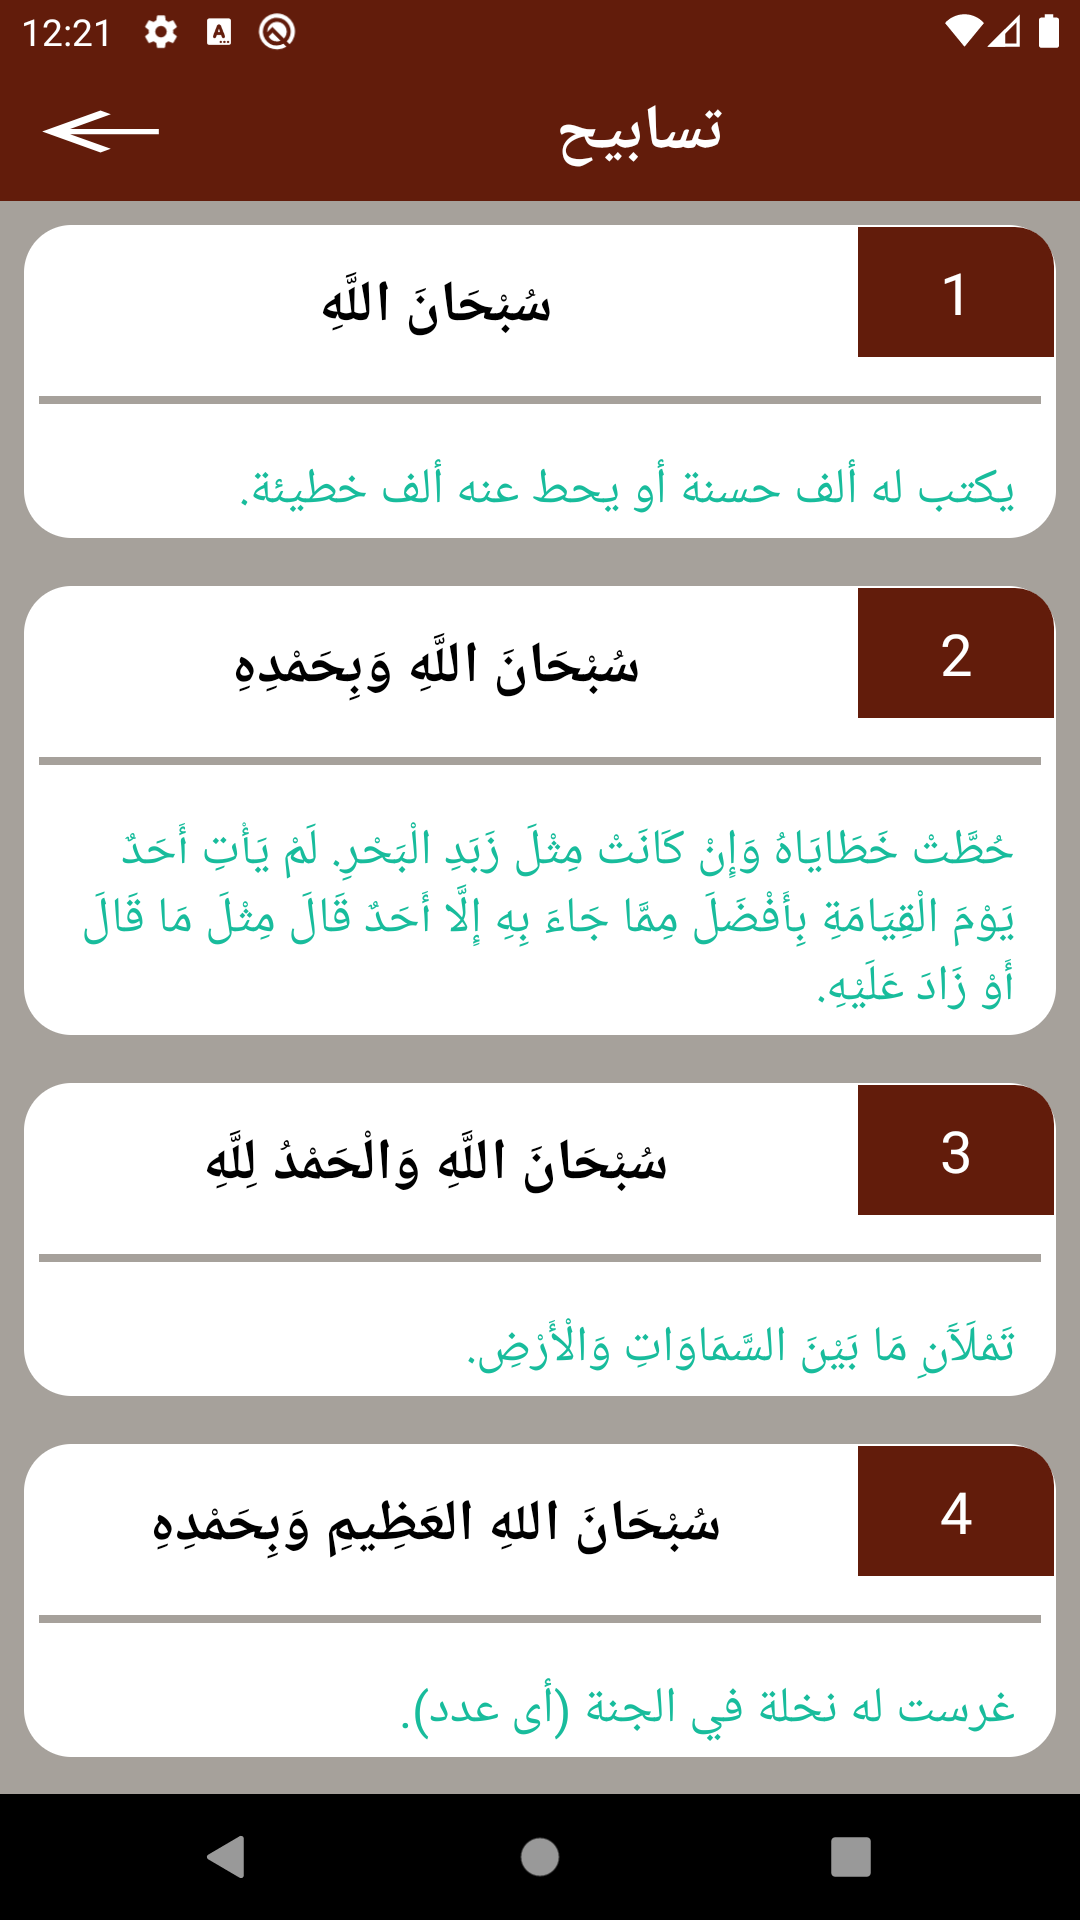 12:21
تسابيح
1
سُبْحَانَ اللَّهِ
يكتب له ألف حسنة أو يحط عنه ألف خطيئة.
2
سُبْحَانَ اللَّهِ وَبِحَمْدِهِ
حُطَّتْ خَطَايَاهُ وَإِنْ كَانَتْ مِثْلَ زَبَدِ الْبَحْرِ. لَمْ يَأْتِ أَحَدٌ
يَوْمَ الْقِيَامَةِ بِأَفْضَلَ مِمَّا جَاءَ بِهِ إِلَّا أَحَدٌ قَالَ مِثْلَ مَا قَالَ
أَوْ زَادَ عَلَيْهِ.
3
سُبْحَانَ اللَّهِ وَالْحَمْدُ لِلَّهِ
تَمْلَآَنِ مَا بَيْنَ السَّمَاوَاتِ وَالْأَرْضِ.
4
سُبْحَانَ اللهِ العَظِيمِ وَبِحَمْدِهِ
غرست له نخلة في الجنة (أى عدد).